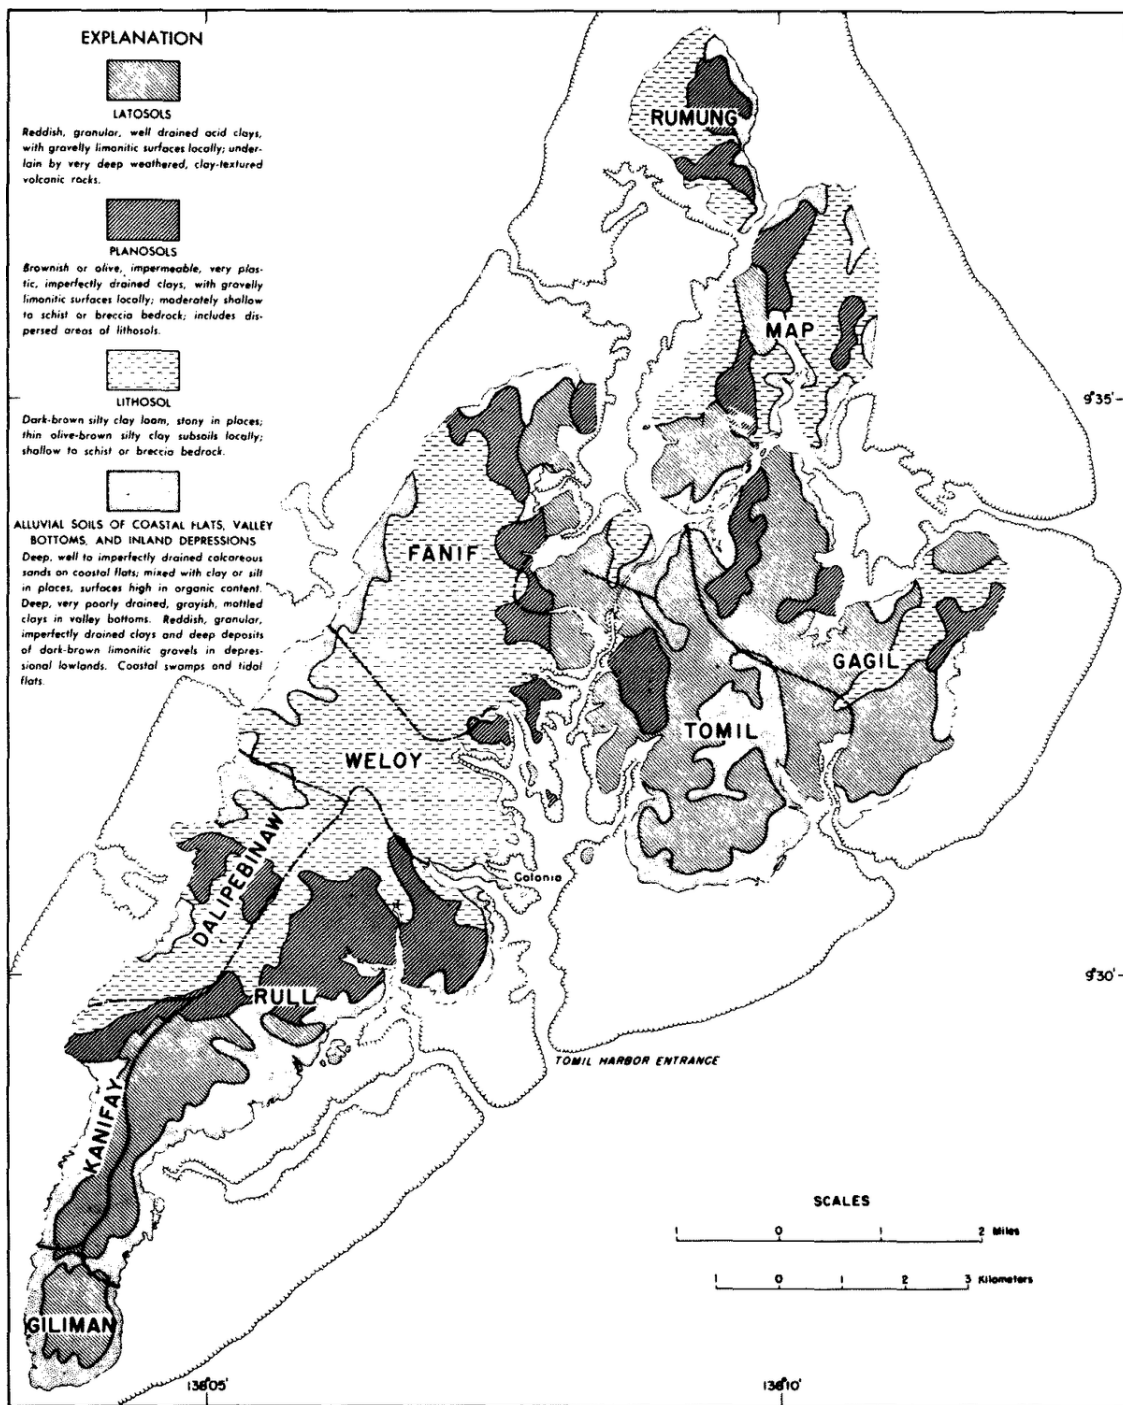 EXPLANATION
LATOSOLS
Reddish, granular, well drained acid clays,
with gravelly limonitic surfaces locally; under-
lain by very deep weathered, clay-textured
volcanic rocks.
PLANOSOLS
Brownish or olive, impermeable, very plas-
tic, imperfectly drained clays, with gravelly
limonitic surfaces locally; moderately shallow
to schist or breccia bedrock; includes dis-
persed areas of lithosols.
LITHOSOL
Dark-brown silty clay loam, stony in places;
thin olive-brown silty clay subsoils locally;
shallow to schist or breccia bedrock.
ALLUVIAL SOILS OF COASTAL FLATS, VALLEY
BOTTOMS, AND INLAND DEPRESSIONS
Deep, well to imperfectly drained calcareous
sands on coastal flats; mixed with clay or silt
in places, surfaces high in organic content.
Deep, very poorly drained, grayish, mottled
clays in valley bottoms. Reddish, granular,
imperfectly drained clays and deep deposits
of dark-brown limonitic gravels in depres-
sional lowlands. Coastal swamps and tidal
flats.
RUMUNG
MAP
9°35'
FANIF
GAGIL
TOMIL
WELOY
DALIPEBINAW
Colonia
9°30'
RULL
TOMIL HARBOR ENTRANCE
KANIFAY
SCALES
1 0 1 2 Miles
1 0 1 2 3 Kilometers
GILIMAN
138°05'
138°10'